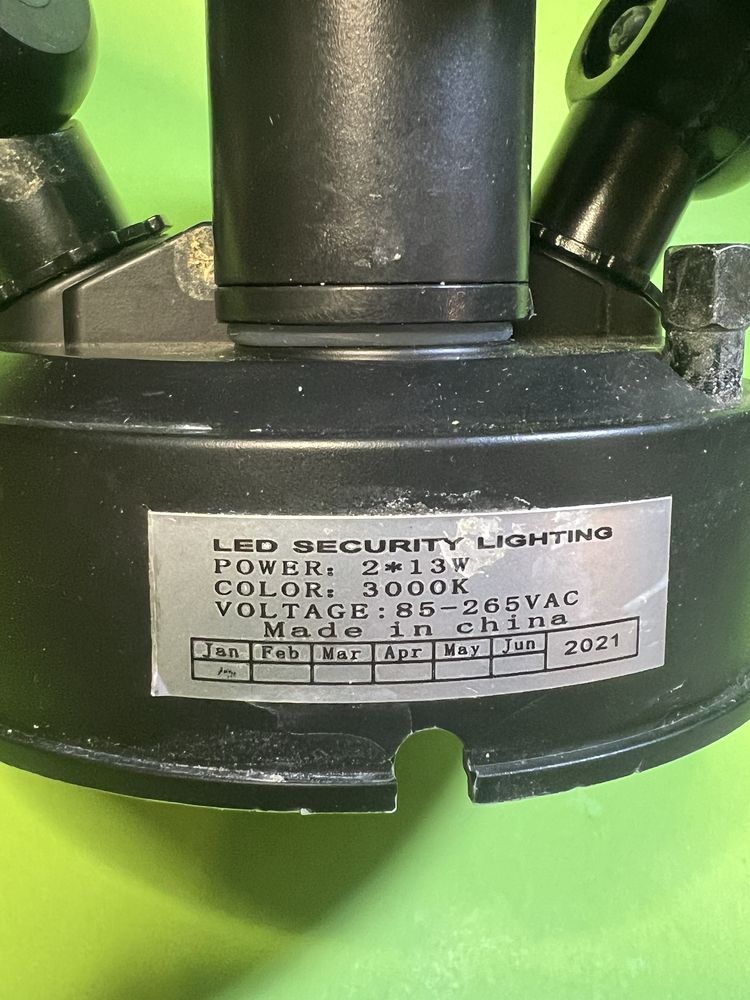 LED SECURITY LIGHTING
POWER: 2*13W
COLOR: 3000K
VOLTAGE:85-265VAC
Made in china
Jan Feb Mar Apr May Jun 2021